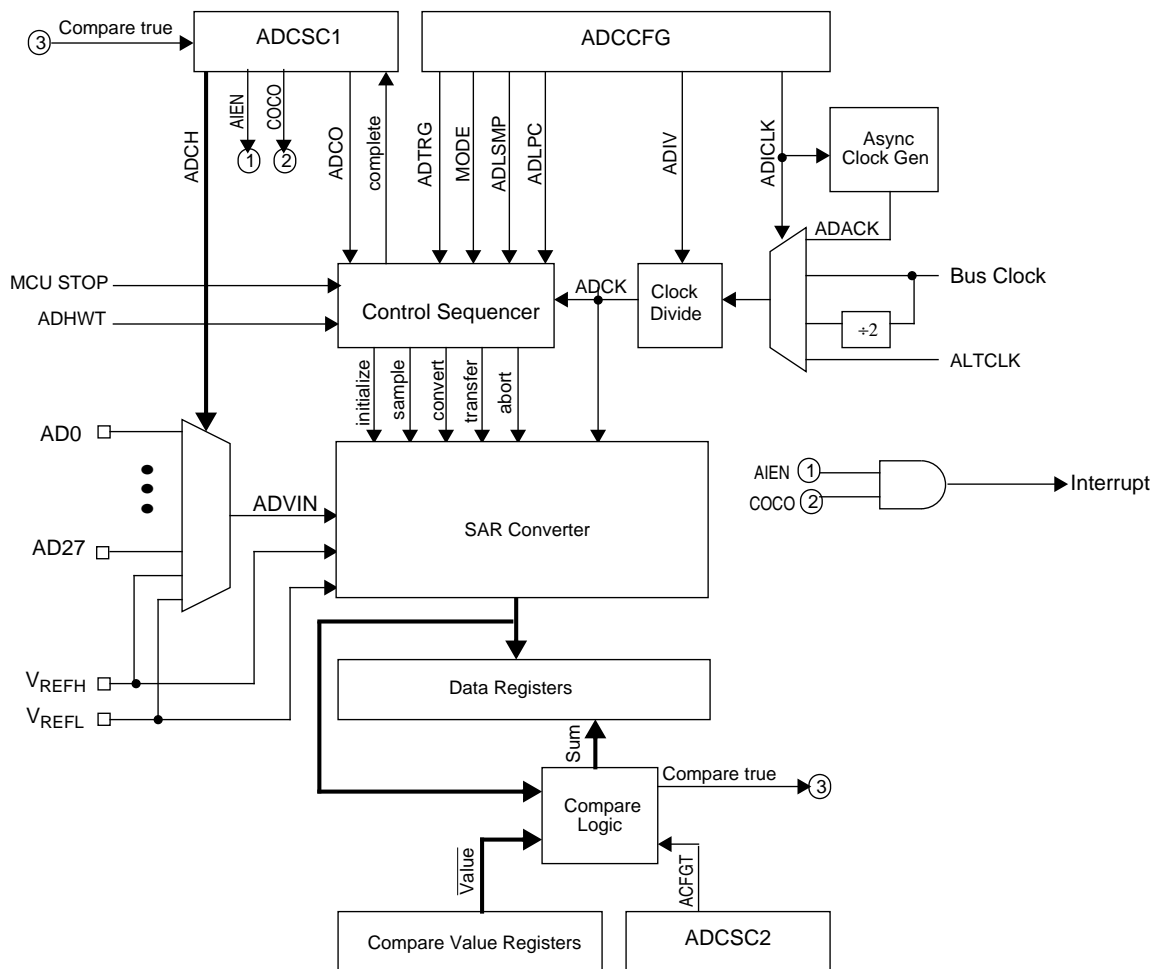 3 Compare true
ADCSC1
ADCCFG
ADCH
AIEN
COCO
1
2
ADCO
complete
ADTRG
MODE
ADLSMP
ADLPC
ADIV
ADICLK
Async
Clock Gen
ADACK
MCU STOP
ADHWT
Control Sequencer
ADCK
Clock
Divide
Bus Clock
÷2
ALTCLK
initialize
sample
convert
transfer
abort
AD0
AD27
ADVIN
SAR Converter
AIEN 1
COCO 2
Interrupt
VREFH
VREFL
Data Registers
Sum
Compare true
3
Compare
Logic
Value
ACFGT
Compare Value Registers
ADCSC2